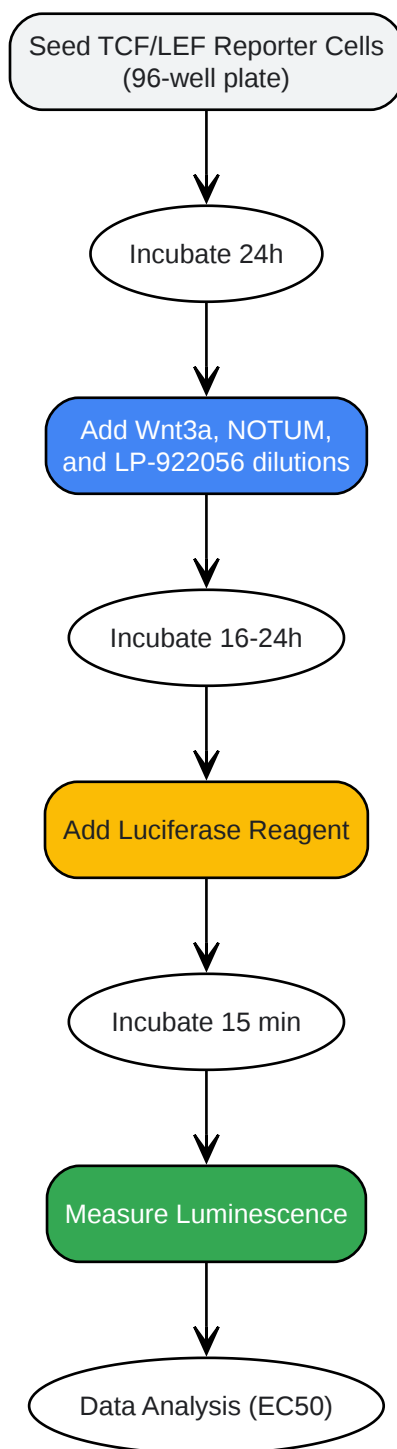 Seed TCF/LEF Reporter Cells
(96-well plate)
Incubate 24h
Add Wnt3a, NOTUM,
and LP-922056 dilutions
Incubate 16-24h
Add Luciferase Reagent
Incubate 15 min
Measure Luminescence
Data Analysis (EC50)